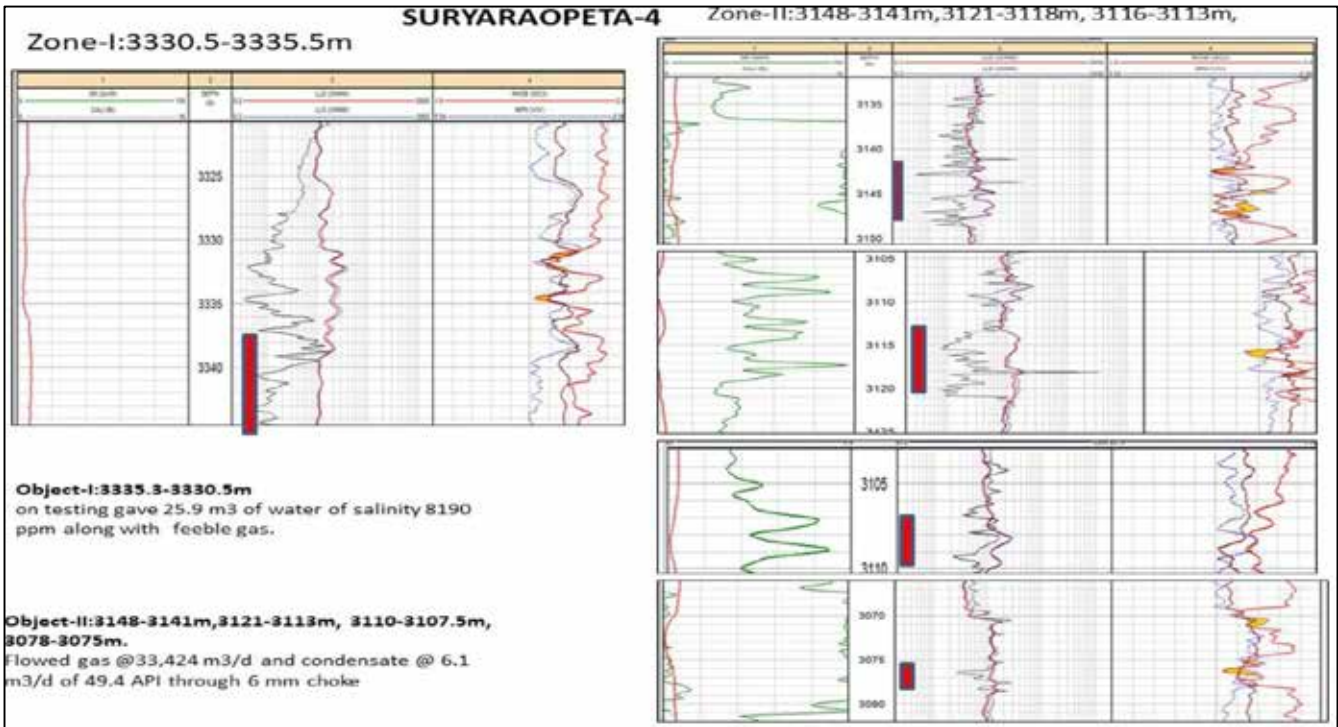 SURYARAOPETA-4
Zone-II:3148-3141m,3121-3118m, 3116-3113m,
Zone-I:3330.5-3335.5m
3325
3330
3335
3340
3135
3140
3145
3150
3105
3110
3115
3120
3105
3110
3070
3075
3080
Object-I:3335.3-3330.5m
on testing gave 25.9 m3 of water of salinity 8190
ppm along with feeble gas.
Object-II:3148-3141m,3121-3113m, 3110-3107.5m,
3078-3075m.
Flowed gas @33,424 m3/d and condensate @ 6.1
m3/d of 49.4 API through 6 mm choke